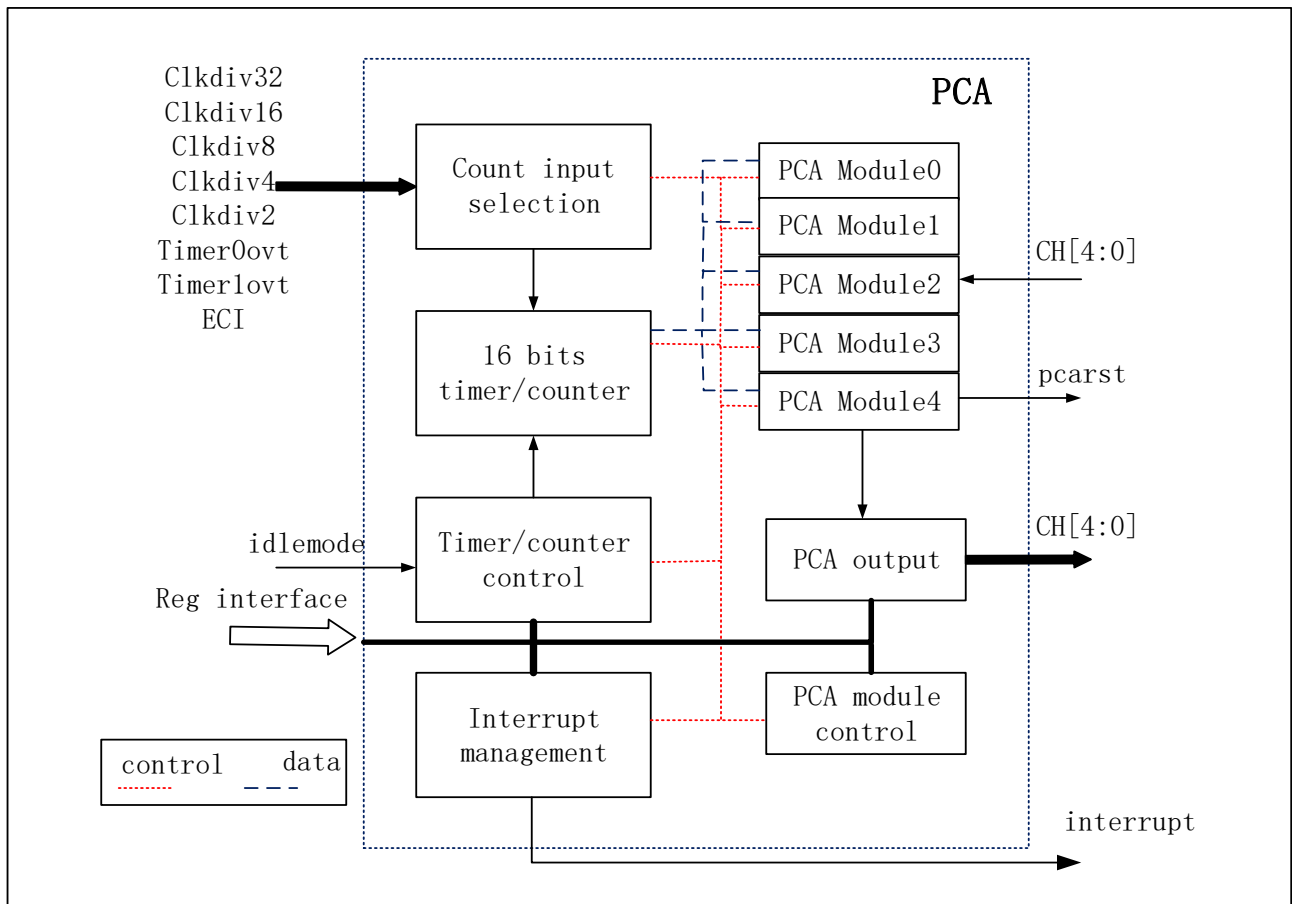 Clkdiv32
Clkdiv16
Clkdiv8
Clkdiv4
Clkdiv2
Timer0ovt
Timer1ovt
ECI
PCA
Count input
selection
16 bits
timer/counter
Timer/counter
control
Interrupt
management
PCA Module0
PCA Module1
PCA Module2
PCA Module3
PCA Module4
CH[4:0]
pcarst
PCA output
CH[4:0]
PCA module
control
idlemode
Reg interface
control data
interrupt